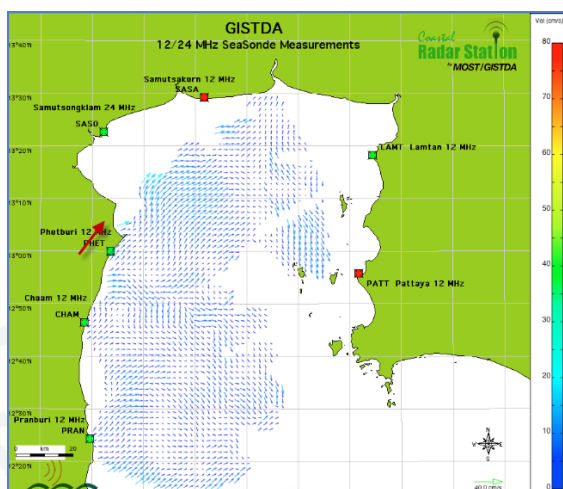 GISTDA
12/24 MHz SeaSonde Measurements
Coastal
Radar Station
by MOST/GISTDA
Vel (cm/s)
80
70
60
50
40
30
20
10
0
13°40'N
13°30'N
13°20'N
13°10'N
13°00'N
12°50'N
12°40'N
12°30'N
12°20'N
Samutsakorn 12 MHz
SASA
Samutsongklam 24 MHz
SASO
LAMT Lamtan 12 MHz
Phetburi 12 MHz
PHET
PATT Pattaya 12 MHz
Chaam 12 MHz
CHAM
Pranburi 12 MHz
PRAN
km
0
20
N
S
40.0 cm/s